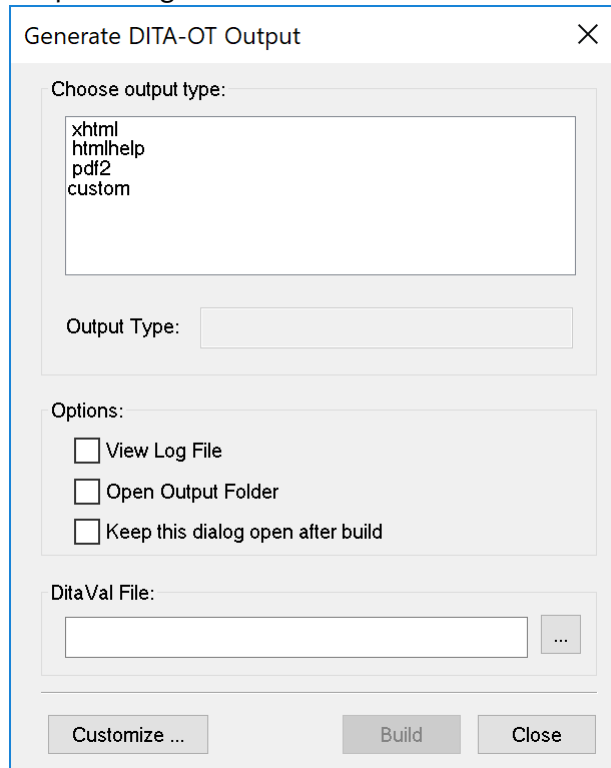 Generate DITA-OT Output
Choose output type:
xhtml
htmlhelp
pdf2
custom
Output Type:
Options:
View Log File
Open Output Folder
Keep this dialog open after build
DitaVal File:
...
Customize ... Build Close